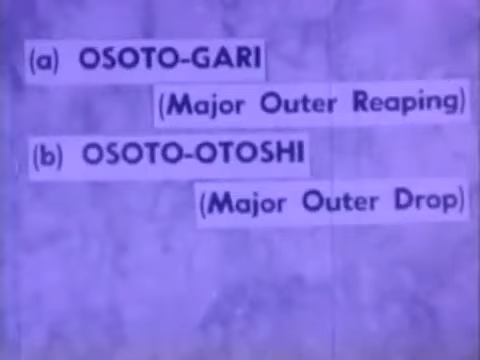 (a) OSOTO-GARI
(Major Outer Reaping)
(b) OSOTO-OTOSHI
(Major Outer Drop)